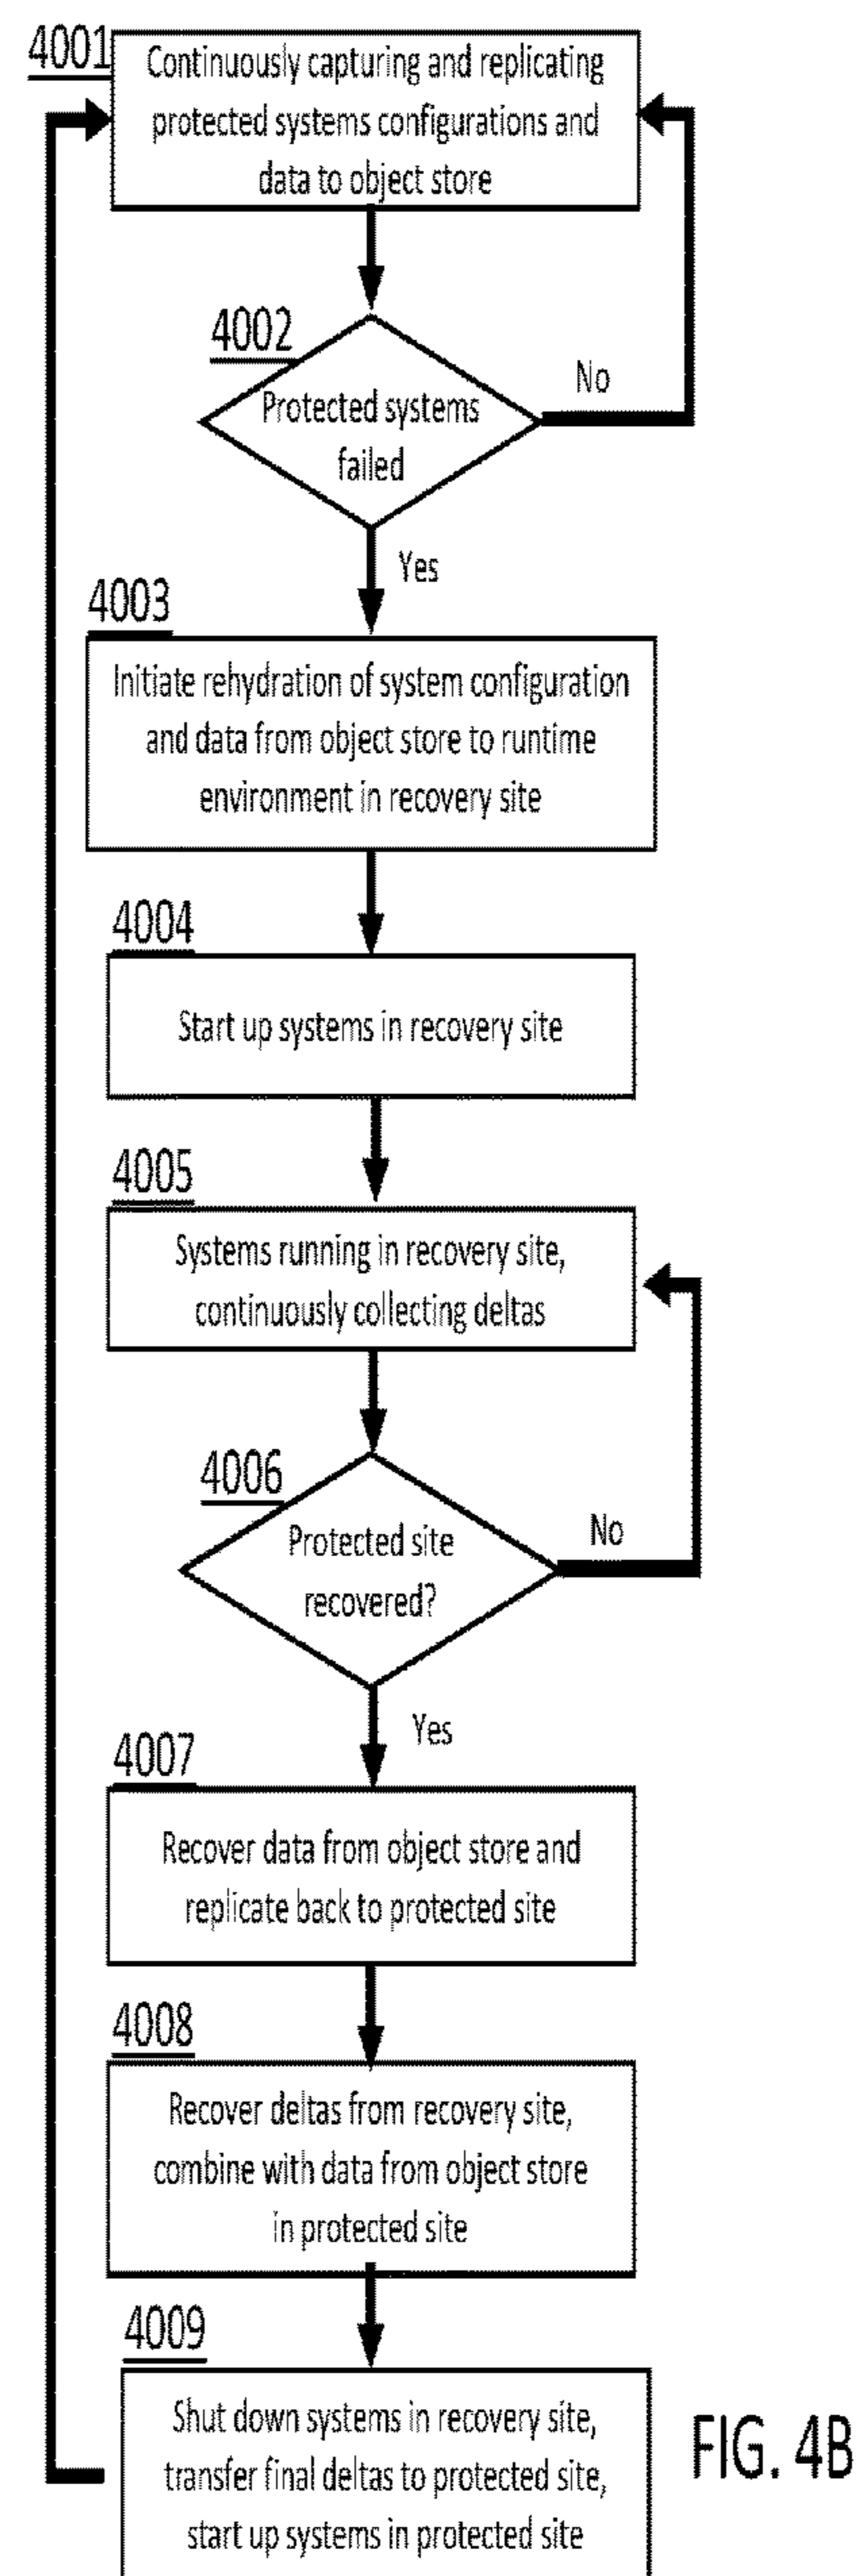 4001
Continuously capturing and replicating
protected systems configurations and
data to object store
4002
Protected systems
failed
No
Yes
4003
Initiate rehydration of system configuration
and data from object store to runtime
environment in recovery site
4004
Start up systems in recovery site
4005
Systems running in recovery site,
continuously collecting deltas
4006
Protected site
recovered?
No
Yes
4007
Recover data from object store and
replicate back to protected site
4008
Recover deltas from recovery site,
combine with data from object store
in protected site
4009
Shut down systems in recovery site,
transfer final deltas to protected site,
start up systems in protected site
FIG. 4B